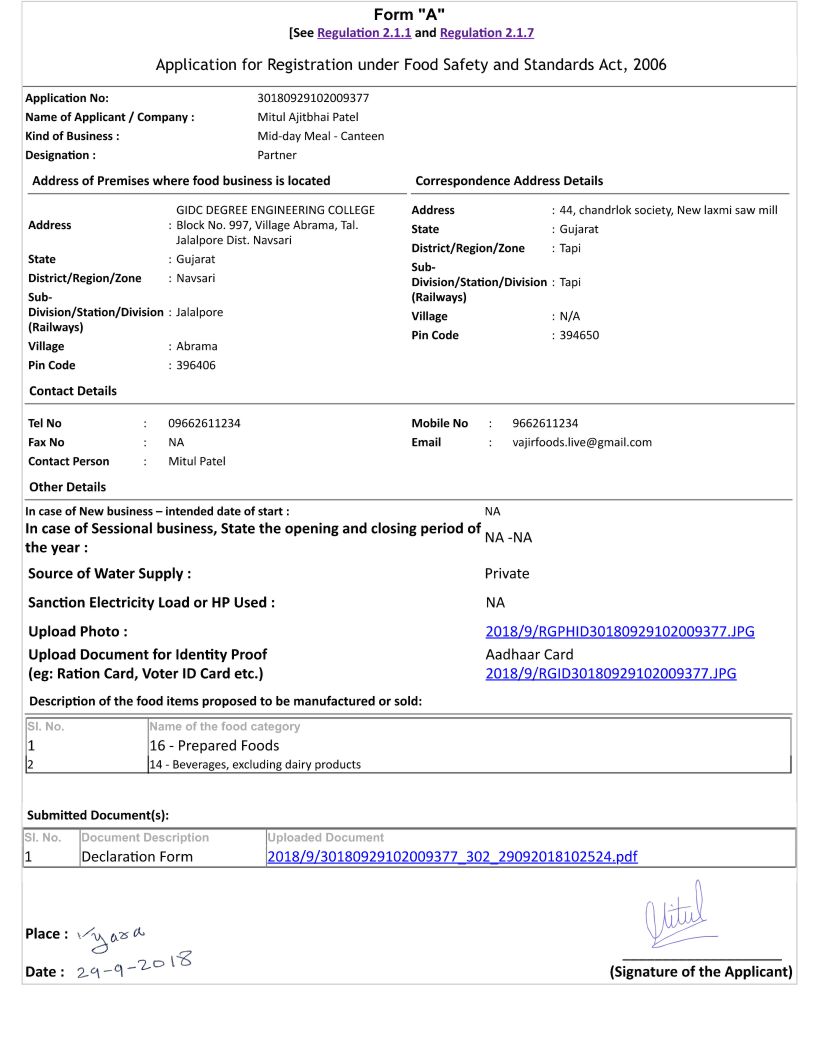 Form "A"
[See Regulation 2.1.1 and Regulation 2.1.7
Application for Registration under Food Safety and Standards Act, 2006
Application No: 30180929102009377
Name of Applicant / Company : Mitul Ajitbhai Patel
Kind of Business : Mid-day Meal - Canteen
Designation : Partner
Address of Premises where food business is located
Address : GIDC DEGREE ENGINEERING COLLEGE
Block No. 997, Village Abrama, Tal.
Jalalpore Dist. Navsari
State : Gujarat
District/Region/Zone : Navsari
Sub-
Division/Station/Division : Jalalpore
(Railways)
Village : Abrama
Pin Code : 396406
Correspondence Address Details
Address : 44, chandrlok society, New laxmi saw mill
State : Gujarat
District/Region/Zone : Tapi
Sub-
Division/Station/Division : Tapi
(Railways)
Village : N/A
Pin Code : 394650
Contact Details
Tel No : 09662611234
Fax No : NA
Contact Person : Mitul Patel
Mobile No : 9662611234
Email : vajirfoods.live@gmail.com
Other Details
In case of New business – intended date of start : NA
In case of Sessional business, State the opening and closing period of
the year : NA -NA
Source of Water Supply : Private
Sanction Electricity Load or HP Used : NA
Upload Photo : 2018/9/RGPHID30180929102009377.JPG
Upload Document for Identity Proof Aadhaar Card
(eg: Ration Card, Voter ID Card etc.) 2018/9/RGID30180929102009377.JPG
Description of the food items proposed to be manufactured or sold:
Sl. No. Name of the food category
1 16 - Prepared Foods
2 14 - Beverages, excluding dairy products
Submitted Document(s):
Sl. No. Document Description Uploaded Document
1 Declaration Form 2018/9/30180929102009377_302_29092018102524.pdf
Mitul
Place : Vyara
Date : 29-9-2018
(Signature of the Applicant)